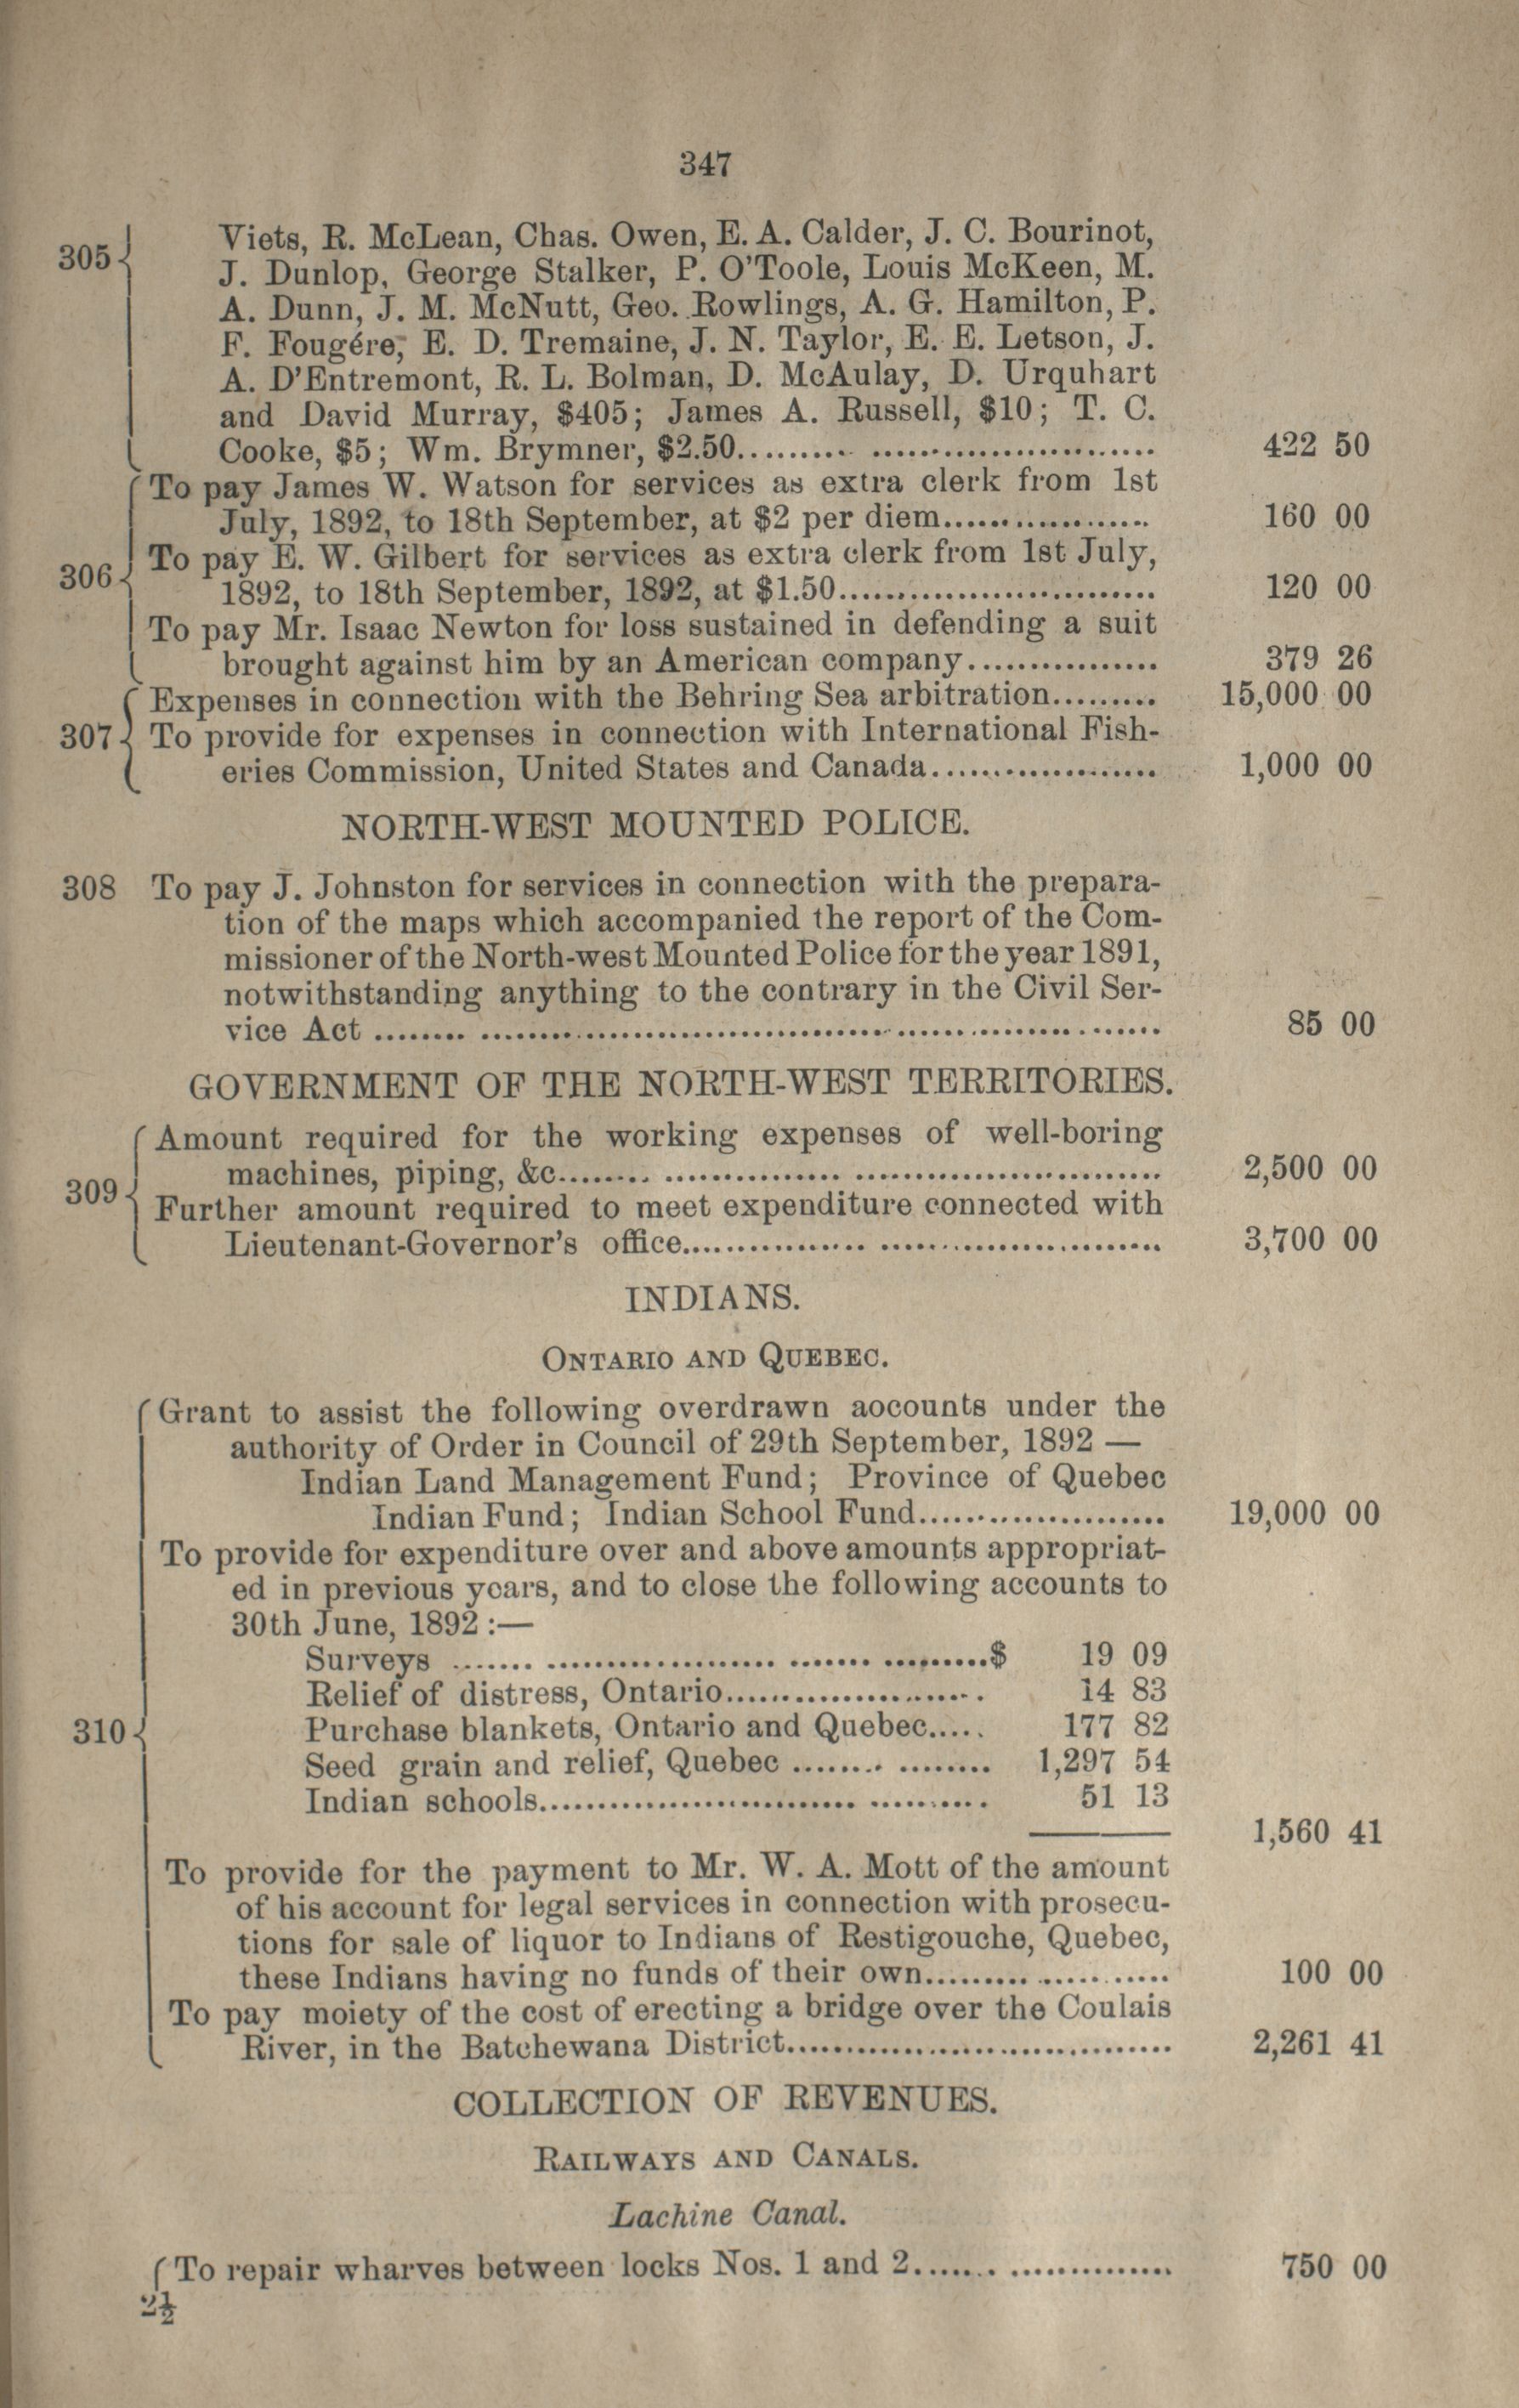 347
305 Viets, R. McLean, Chas. Owen, E. A. Calder, J. C. Bourinot,
J. Dunlop, George Stalker, P. O'Toole, Louis McKeen, M.
A. Dunn, J. M. McNutt, Geo. Rowlings, A. G. Hamilton, P.
F. Fougére, E. D. Tremaine, J. N. Taylor, E. E. Letson, J.
A. D'Entremont, R. L. Bolman, D. McAulay, D. Urquhart
and David Murray, $405; James A. Russell, $10; T. C.
Cooke, $5; Wm. Brymner, $2.50.............................. 422 50
To pay James W. Watson for services as extra clerk from 1st
July, 1892, to 18th September, at $2 per diem.................. 160 00
306 To pay E. W. Gilbert for services as extra clerk from 1st July,
1892, to 18th September, 1892, at $1.50........................... 120 00
To pay Mr. Isaac Newton for loss sustained in defending a suit
brought against him by an American company................ 379 26
Expenses in connection with the Behring Sea arbitration......... 15,000 00
307 To provide for expenses in connection with International Fish-
eries Commission, United States and Canada................... 1,000 00
NORTH-WEST MOUNTED POLICE.
308 To pay J. Johnston for services in connection with the prepara-
tion of the maps which accompanied the report of the Com-
missioner of the North-west Mounted Police for the year 1891,
notwithstanding anything to the contrary in the Civil Ser-
vice Act .................................................................. 85 00
GOVERNMENT OF THE NORTH-WEST TERRITORIES.
Amount required for the working expenses of well-boring
machines, piping, &c.................................................. 2,500 00
309 Further amount required to meet expenditure connected with
Lieutenant-Governor's office........................................ 3,700 00
INDIANS.
ONTARIO AND QUEBEC.
Grant to assist the following overdrawn aocounts under the
authority of Order in Council of 29th September, 1892 —
Indian Land Management Fund; Province of Quebec
Indian Fund; Indian School Fund..................... 19,000 00
To provide for expenditure over and above amounts appropriat-
ed in previous years, and to close the following accounts to
30th June, 1892 :—
Surveys ............................................$ 19 09
Relief of distress, Ontario...................... 14 83
310 Purchase blankets, Ontario and Quebec..... 177 82
Seed grain and relief, Quebec ................ 1,297 54
Indian schools..................................... 51 13
1,560 41
To provide for the payment to Mr. W. A. Mott of the amount
of his account for legal services in connection with prosecu-
tions for sale of liquor to Indians of Restigouche, Quebec,
these Indians having no funds of their own..................... 100 00
To pay moiety of the cost of erecting a bridge over the Coulais
River, in the Batchewana District................................. 2,261 41
COLLECTION OF REVENUES.
RAILWAYS AND CANALS.
Lachine Canal.
To repair wharves between locks Nos. 1 and 2...................... 750 00
2½